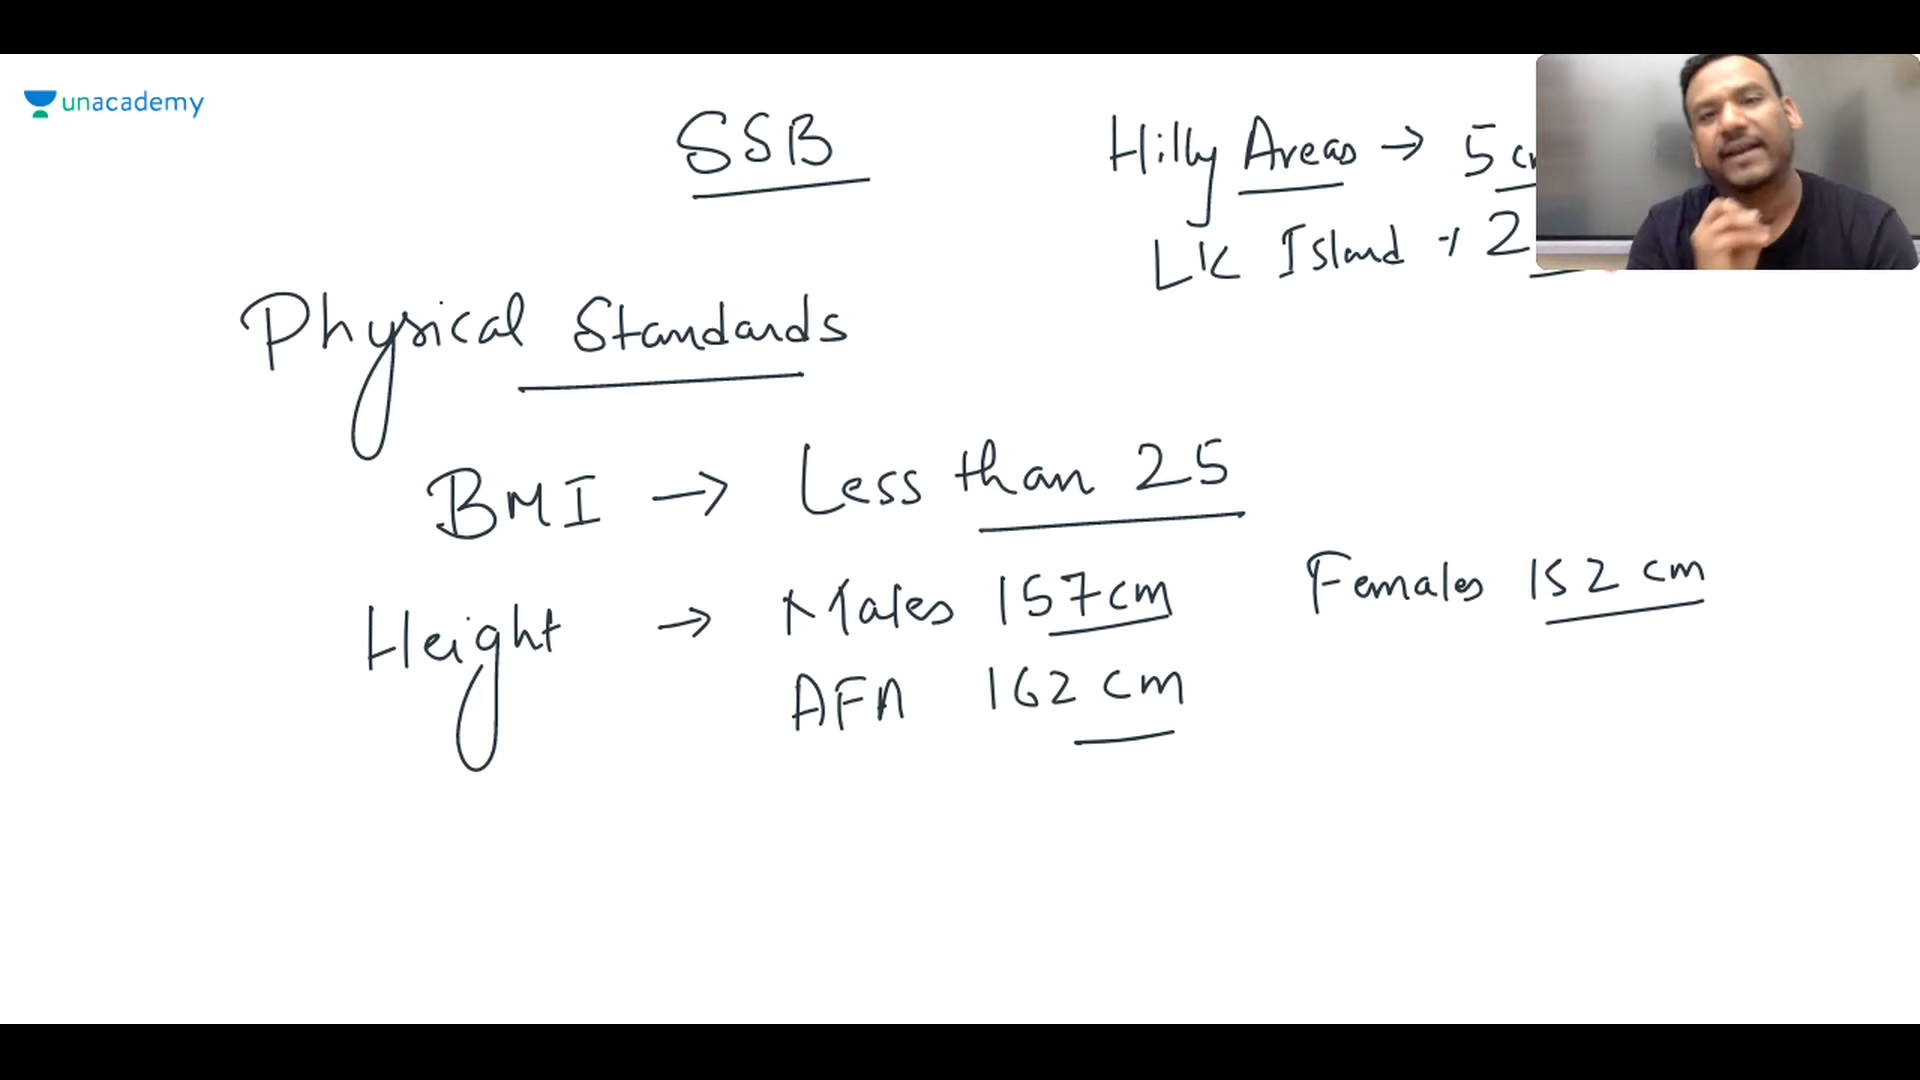 unacademy
SSB
Hilly Areas → 5
LK Island → 2
Physical Standards
BMI → Less than 25
Height → Males 157cm Females 152 cm
AFA 162 cm